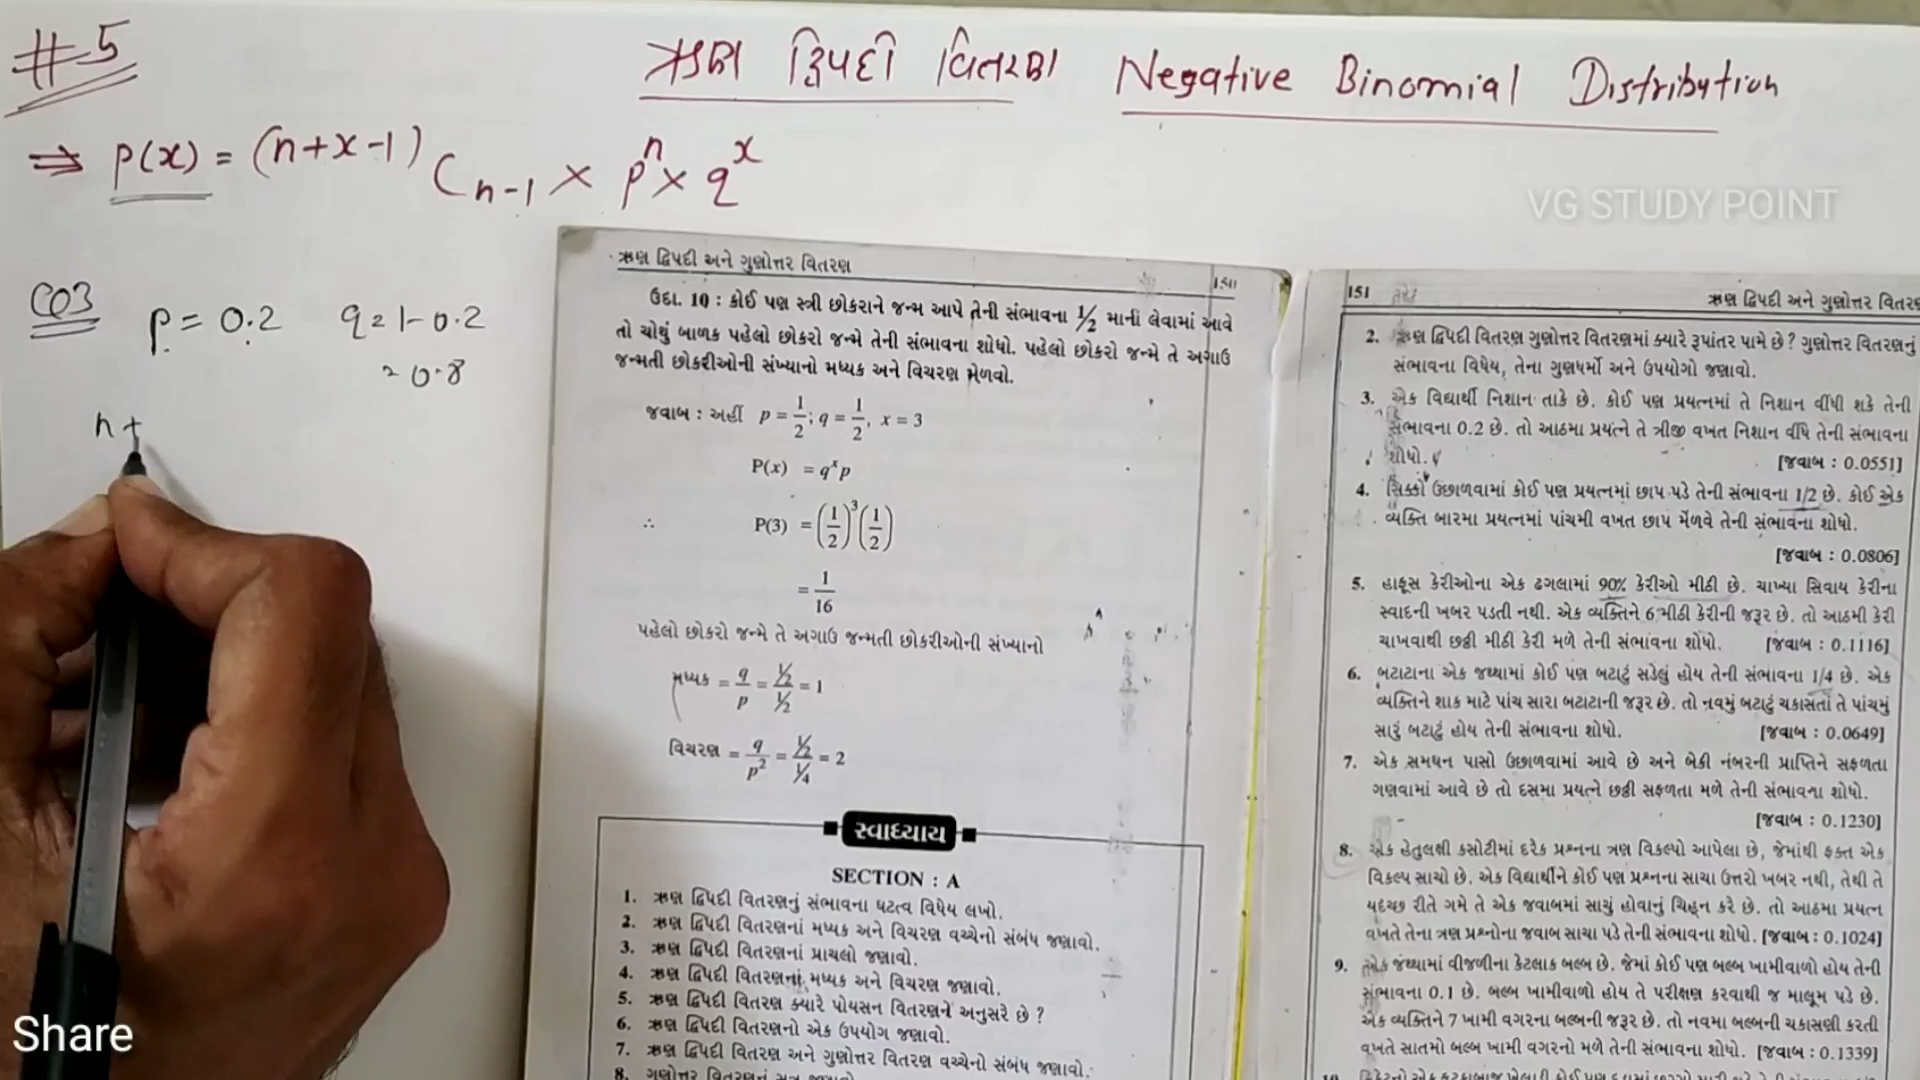 #5
ઋણ દ્વિપદી વિતરણ Negative Binomial Distribution
⇒ p(x) = (n+x-1) C n-1 × p^n × q^x
VG STUDY POINT
Q3
p = 0.2 q = 1-0.2
= 0.8
n+
ઋણ દ્વિપદી અને ગુણોત્તર વિતરણ 150
ઉદા. 10 : કોઈ પણ સ્ત્રી છોકરાને જન્મ આપે તેની સંભાવના 1/2 માની લેવામાં આવે
તો ચોથું બાળક પહેલો છોકરો જન્મે તેની સંભાવના શોધો. પહેલો છોકરો જન્મે તે અગાઉ
જન્મતી છોકરીઓની સંખ્યાનો મધ્યક અને વિચરણ મેળવો.
જવાબ : અહીં p = 1/2 ; q = 1/2, x = 3
P(x) = q^x p
∴ P(3) = (1/2)^3 (1/2)
= 1/16
પહેલો છોકરો જન્મે તે અગાઉ જન્મતી છોકરીઓની સંખ્યાનો
મધ્યક = q/p = ½/½ = 1
વિચરણ = q/p^2 = ½/¼ = 2
સ્વાધ્યાય
SECTION : A
1. ઋણ દ્વિપદી વિતરણનું સંભાવના ઘટત્વ વિધેય લખો.
2. ઋણ દ્વિપદી વિતરણનાં મધ્યક અને વિચરણ વચ્ચેનો સંબંધ જણાવો.
3. ઋણ દ્વિપદી વિતરણનાં પ્રાચલો જણાવો.
4. ઋણ દ્વિપદી વિતરણનાં મધ્યક અને વિચરણ જણાવો.
5. ઋણ દ્વિપદી વિતરણ ક્યારે પોયસન વિતરણને અનુસરે છે ?
6. ઋણ દ્વિપદી વિતરણનો એક ઉપયોગ જણાવો.
7. ઋણ દ્વિપદી વિતરણ અને ગુણોત્તર વિતરણ વચ્ચેનો સંબંધ જણાવો.
8. ગુણોત્તર વિતરણનું
151 ઋણ દ્વિપદી અને ગુણોત્તર
2. ઋણ દ્વિપદી વિતરણ ગુણોત્તર વિતરણમાં ક્યારે રૂપાંતર પામે છે? ગુણોત્તર વિતરણનું
સંભાવના વિધેય, તેના ગુણધર્મો અને ઉપયોગો જણાવો.
3. એક વિદ્યાર્થી નિશાન તાકે છે. કોઈ પણ પ્રયત્નમાં તે નિશાન વીંધી શકે તેની
સંભાવના 0.2 છે. તો આઠમા પ્રયત્ને તે ત્રીજી વખત નિશાન વીંધે તેની સંભાવના
શોધો. [જવાબ : 0.0551]
4. સિક્કો ઉછાળવામાં કોઈ પણ પ્રયત્નમાં છાપ પડે તેની સંભાવના 1/2 છે. કોઈ એક
વ્યક્તિ બારમા પ્રયત્નમાં પાંચમી વખત છાપ મેળવે તેની સંભાવના શોધો.
[જવાબ : 0.0806]
5. હાફૂસ કેરીઓના એક ઢગલામાં 90% કેરીઓ મીઠી છે. ચાખ્યા સિવાય કેરીના
સ્વાદની ખબર પડતી નથી. એક વ્યક્તિને 6 મીઠી કેરીની જરૂર છે. તો આઠમી કેરી
ચાખવાથી છઠ્ઠી મીઠી કેરી મળે તેની સંભાવના શોધો. [જવાબ : 0.1116]
6. બટાટાના એક જથ્થામાં કોઈ પણ બટાટું સડેલું હોય તેની સંભાવના 1/4 છે. એક
વ્યક્તિને શાક માટે પાંચ સારા બટાટાની જરૂર છે. તો નવમું બટાટું ચકાસતાં તે પાંચમું
સારું બટાટું હોય તેની સંભાવના શોધો. [જવાબ : 0.0649]
7. એક સમઘન પાસો ઉછાળવામાં આવે છે અને બેકી નંબરની પ્રાપ્તિને સફળતા
ગણવામાં આવે છે તો દસમા પ્રયત્ને છઠ્ઠી સફળતા મળે તેની સંભાવના શોધો.
[જવાબ : 0.1230]
8. એક હેતુલક્ષી કસોટીમાં દરેક પ્રશ્નના ત્રણ વિકલ્પો આપેલા છે, જેમાંથી ફક્ત એક
વિકલ્પ સાચો છે. એક વિદ્યાર્થીને કોઈ પણ પ્રશ્નના સાચા ઉત્તરો ખબર નથી, તેથી તે
યદચ્છ રીતે ગમે તે એક જવાબમાં સાચું હોવાનું ચિહ્ન કરે છે. તો આઠમા પ્રયત્ન
વખતે તેના ત્રણ પ્રશ્નોના જવાબ સાચા પડે તેની સંભાવના શોધો. [જવાબ : 0.1024]
9. એક જથ્થામાં વીજળીના કેટલાક બલ્બ છે. જેમાં કોઈ પણ બલ્બ ખામીવાળો હોય તેની
સંભાવના 0.1 છે. બલ્બ ખામીવાળો હોય તે પરીક્ષણ કરવાથી જ માલૂમ પડે છે.
એક વ્યક્તિને 7 ખામી વગરના બલ્બની જરૂર છે. તો નવમા બલ્બની ચકાસણી કરતી
વખતે સાતમો બલ્બ ખામી વગરનો મળે તેની સંભાવના શોધો. [જવાબ : 0.1339]
Share